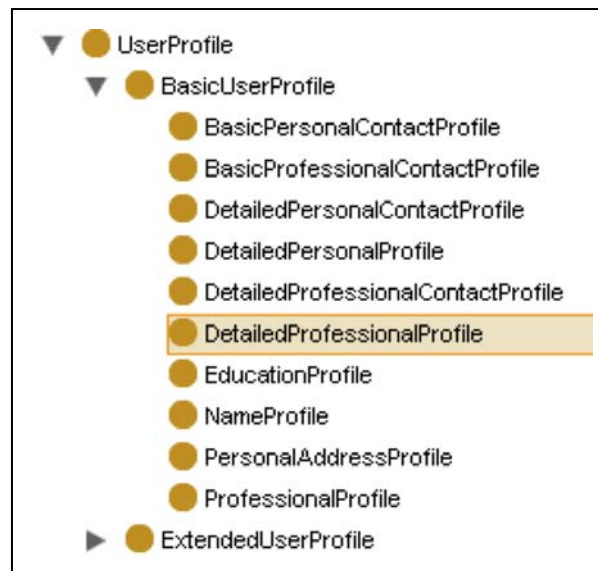 UserProfile
BasicUserProfile
BasicPersonalContactProfile
BasicProfessionalContactProfile
DetailedPersonalContactProfile
DetailedPersonalProfile
DetailedProfessionalContactProfile
DetailedProfessionalProfile
EducationProfile
NameProfile
PersonalAddressProfile
ProfessionalProfile
ExtendedUserProfile